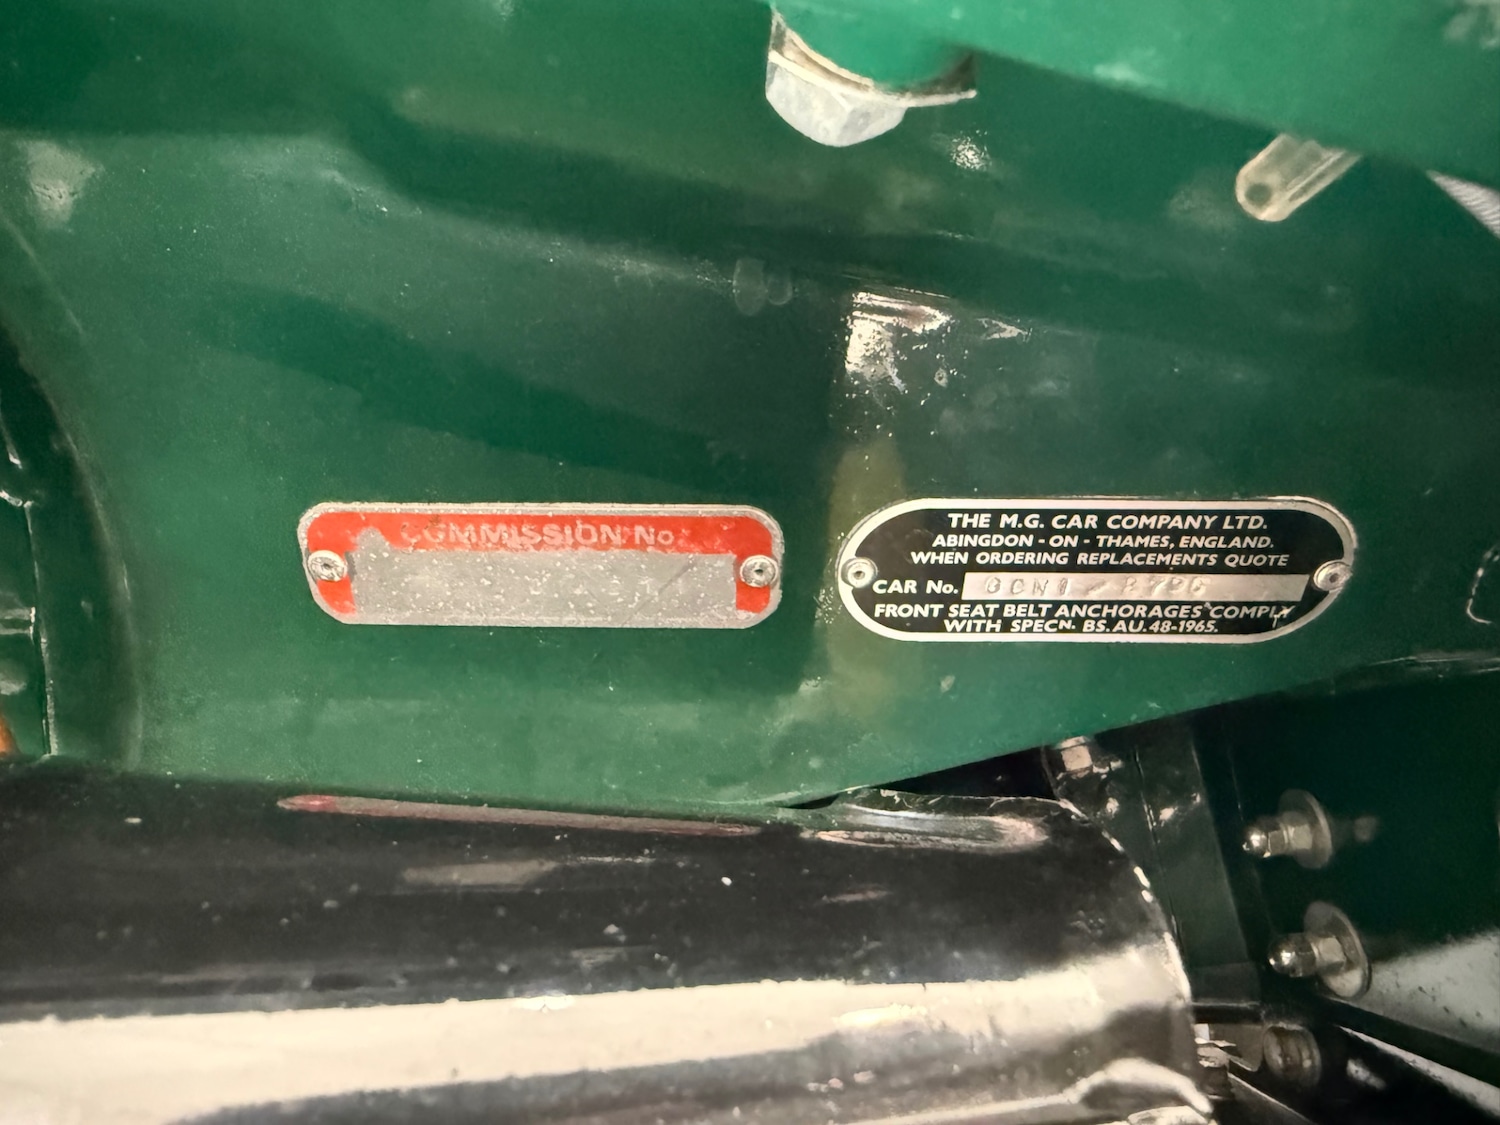 COMMISSION No
THE M.G. CAR COMPANY LTD.
ABINGDON - ON - THAMES, ENGLAND.
WHEN ORDERING REPLACEMENTS QUOTE
CAR No.
FRONT SEAT BELT ANCHORAGES COMPLY
WITH SPECN. BS. AU. 48-1965.